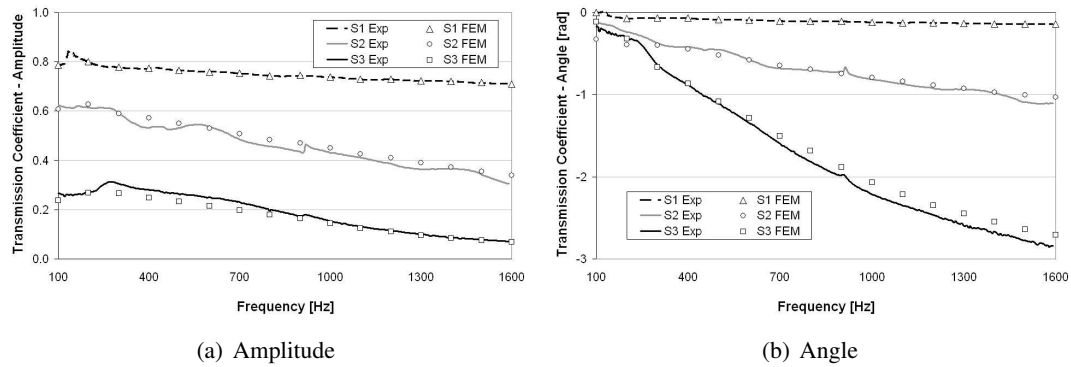 Transmission Coefficient - Amplitude
1.0
0.8
0.6
0.4
0.2
0.0
S1 Exp S1 FEM
S2 Exp S2 FEM
S3 Exp S3 FEM
100 400 700 1000 1300 1600
Frequency [Hz]
(a) Amplitude
Transmission Coefficient - Angle [rad]
0
-1
-2
-3
S1 Exp S1 FEM
S2 Exp S2 FEM
S3 Exp S3 FEM
100 400 700 1000 1300 1600
Frequency [Hz]
(b) Angle